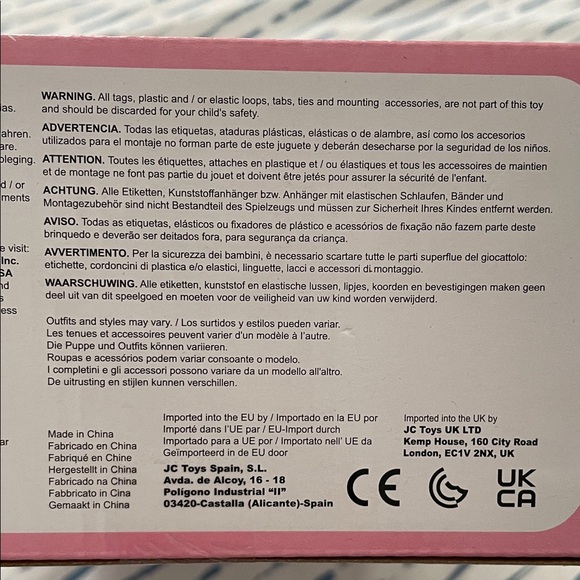 WARNING. All tags, plastic and / or elastic loops, tabs, ties and mounting accessories, are not part of this toy
and should be discarded for your child's safety.
ADVERTENCIA. Todas las etiquetas, ataduras plásticas, elásticas o de alambre, así como los accesorios
utilizados para el montaje no forman parte de este juguete y deberán desecharse por la seguridad de los niños.
ATTENTION. Toutes les étiquettes, attaches en plastique et / ou élastiques et tous les accessoires de maintien
et de montage ne font pas partie du jouet et doivent être jetés pour assurer la sécurité de l'enfant.
ACHTUNG. Alle Etiketten, Kunststoffanhänger bzw. Anhänger mit elastischen Schlaufen, Bänder und
Montagezubehör sind nicht Bestandteil des Spielzeugs und müssen zur Sicherheit Ihres Kindes entfernt werden.
AVISO. Todas as etiquetas, elásticos ou fixadores de plástico e acessórios de fixação não fazem parte deste
brinquedo e deverão ser deitados fora, para segurança da criança.
AVVERTIMENTO. Per la sicurezza dei bambini, è necessario scartare tutte le parti superflue del giocattolo:
etichette, cordoncini di plastica e/o elastici, linguette, lacci e accessori di montaggio.
WAARSCHUWING. Alle etiketten, kunststof en elastische lussen, lipjes, koorden en bevestigingen maken geen
deel uit van dit speelgoed en moeten voor de veiligheid van uw kind worden verwijderd.
Outfits and styles may vary. / Los surtidos y estilos pueden variar.
Les tenues et accessoires peuvent varier d'un modèle à l'autre.
Die Puppe und Outfits können variieren.
Roupas e acessórios podem variar consoante o modelo.
I completini e gli accessori possono variare da un modello all'altro.
De uitrusting en stijlen kunnen verschillen.
Made in China
Fabricado en China
Fabriqué en Chine
Hergestellt in China
Fabricado na China
Fabbricato in Cina
Gemaakt in China
Imported into the EU by / Importado en la EU por
Importé dans l'UE par / EU-Import durch
Importado para a UE por / Importato nell' UE da
Geïmporteerd in de EU door
JC Toys Spain, S.L.
Avda. de Alcoy, 16 - 18
Polígono Industrial "II"
03420-Castalla (Alicante)-Spain
Imported into the UK by
JC Toys UK LTD
Kemp House, 160 City Road
London, EC1V 2NX, UK
CE
UK
CA
as.
ahren.
are.
pleging.
d / or
ments
e visit:
Inc.
SA
nd
s
ess
ar